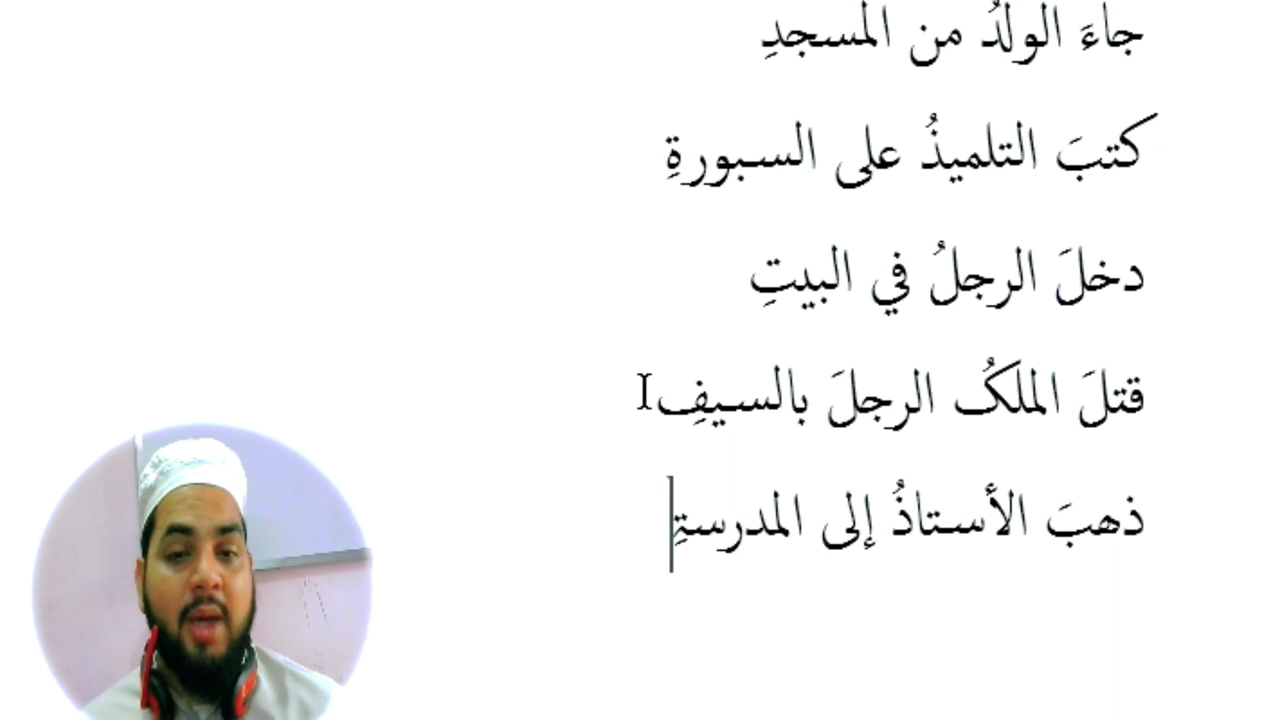 جاءَ الولدُ من المسجدِ
كتبَ التلميذُ على السبورةِ
دخلَ الرجلُ في البيتِ
قتلَ الملكُ الرجلَ بالسيفِ
ذهبَ الأستاذُ إلى المدرسةِ